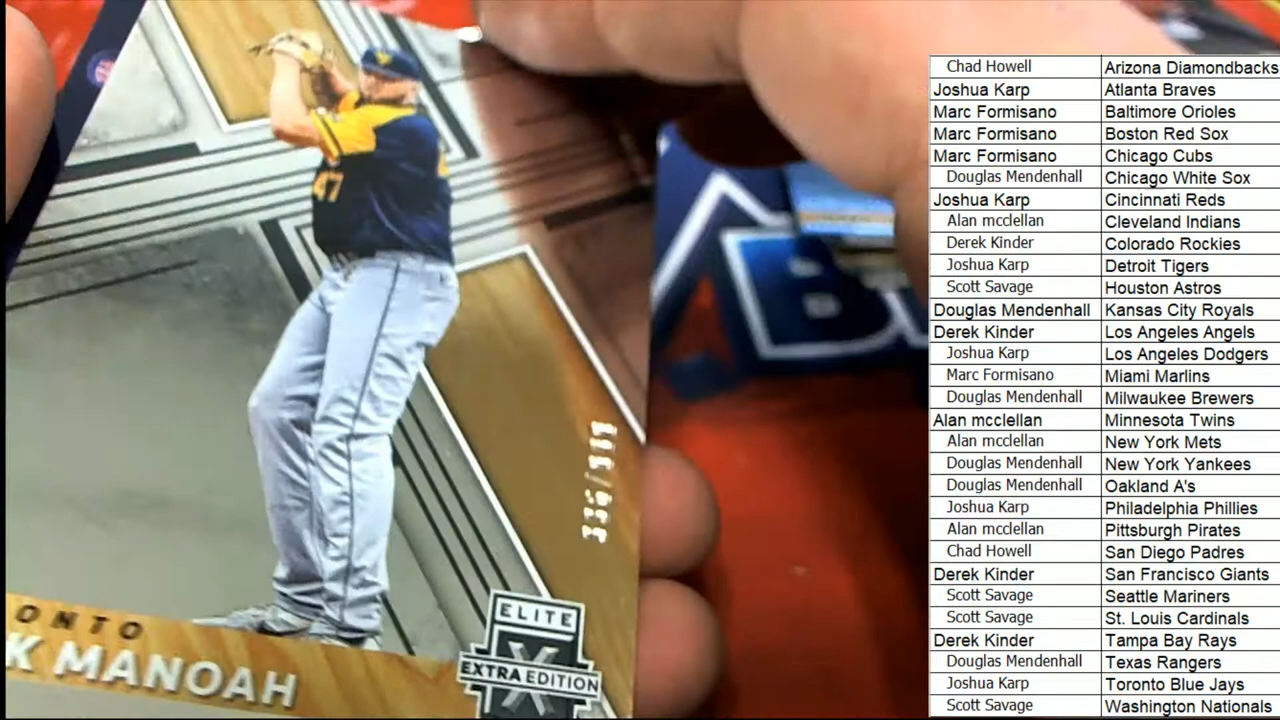 47
336/999
ONTO
K MANOAH
ELITE
X
EXTRA EDITION
Chad Howell Arizona Diamondbacks
Joshua Karp Atlanta Braves
Marc Formisano Baltimore Orioles
Marc Formisano Boston Red Sox
Marc Formisano Chicago Cubs
Douglas Mendenhall Chicago White Sox
Joshua Karp Cincinnati Reds
Alan mcclellan Cleveland Indians
Derek Kinder Colorado Rockies
Joshua Karp Detroit Tigers
Scott Savage Houston Astros
Douglas Mendenhall Kansas City Royals
Derek Kinder Los Angeles Angels
Joshua Karp Los Angeles Dodgers
Marc Formisano Miami Marlins
Douglas Mendenhall Milwaukee Brewers
Alan mcclellan Minnesota Twins
Alan mcclellan New York Mets
Douglas Mendenhall New York Yankees
Douglas Mendenhall Oakland A's
Joshua Karp Philadelphia Phillies
Alan mcclellan Pittsburgh Pirates
Chad Howell San Diego Padres
Derek Kinder San Francisco Giants
Scott Savage Seattle Mariners
Scott Savage St. Louis Cardinals
Derek Kinder Tampa Bay Rays
Douglas Mendenhall Texas Rangers
Joshua Karp Toronto Blue Jays
Scott Savage Washington Nationals